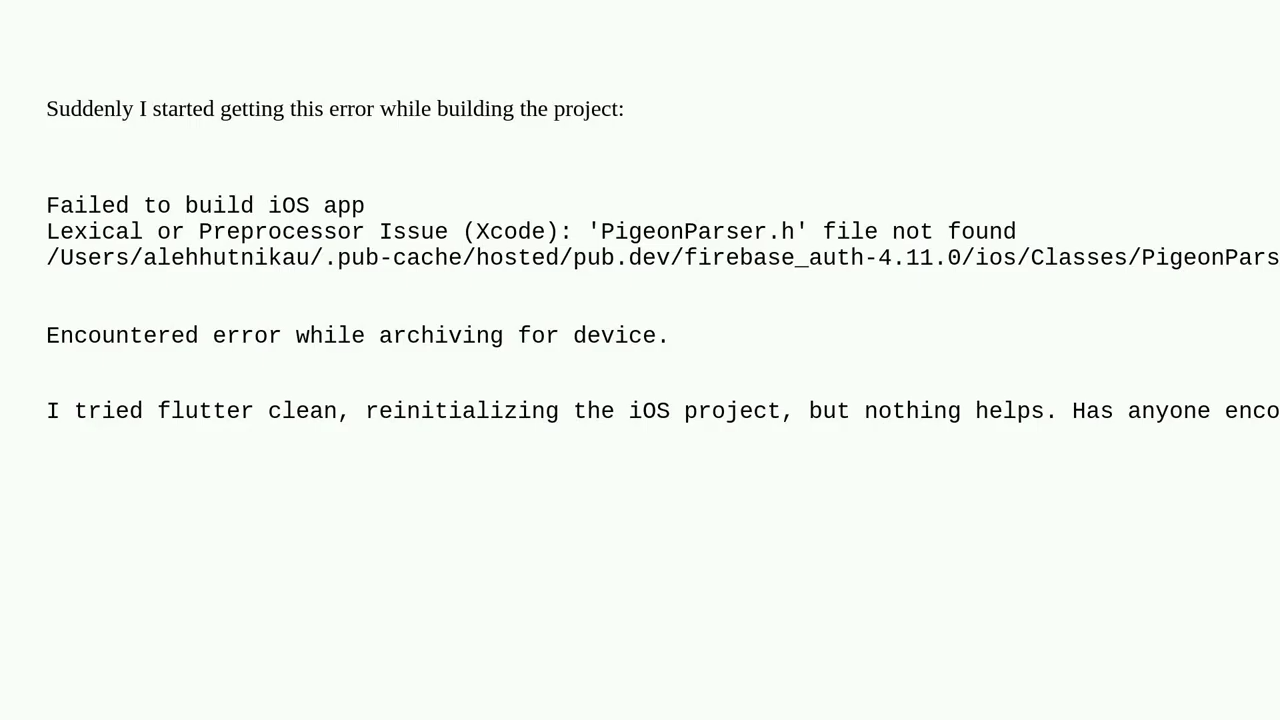 Suddenly I started getting this error while building the project:
Failed to build iOS app
Lexical or Preprocessor Issue (Xcode): 'PigeonParser.h' file not found
/Users/alehhutnikau/.pub-cache/hosted/pub.dev/firebase_auth-4.11.0/ios/Classes/PigeonPars
Encountered error while archiving for device.
I tried flutter clean, reinitializing the iOS project, but nothing helps. Has anyone enco